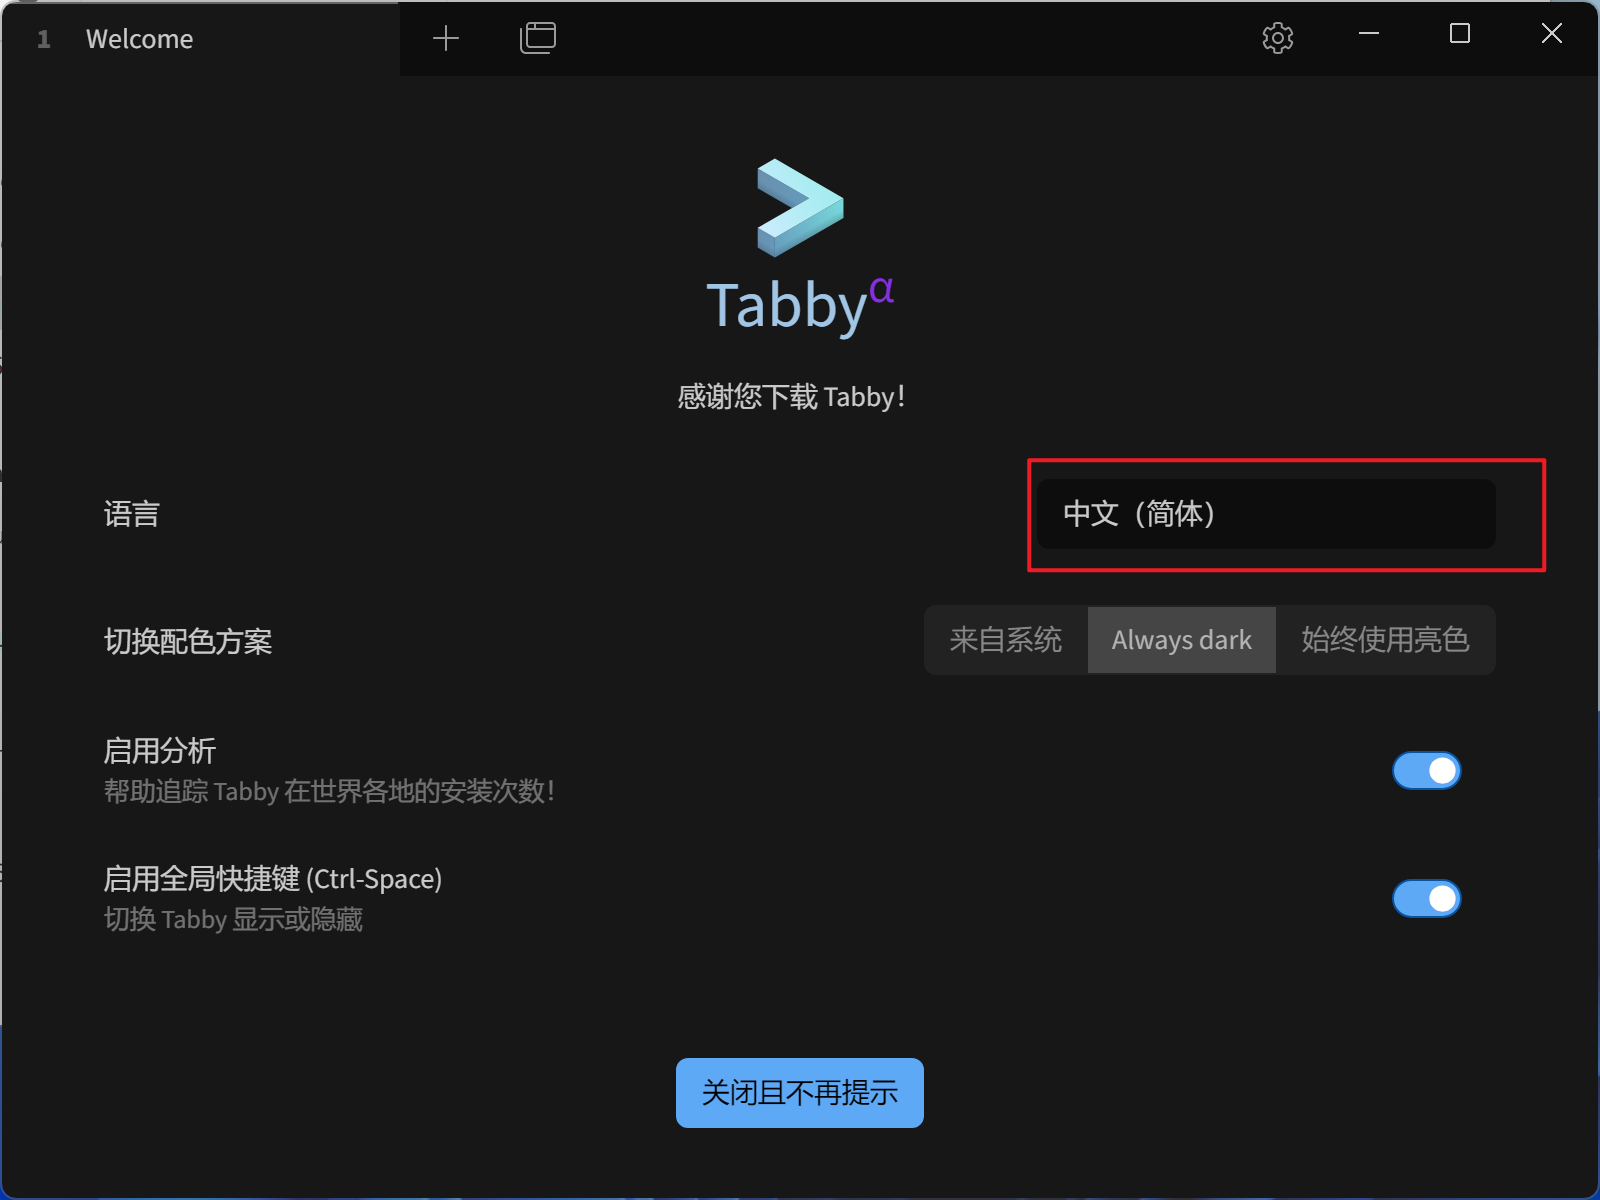 1 Welcome
Tabby α
感谢您下载 Tabby！
语言
中文（简体）
切换配色方案
来自系统 Always dark 始终使用亮色
启用分析
帮助追踪 Tabby 在世界各地的安装次数！
启用全局快捷键 (Ctrl-Space)
切换 Tabby 显示或隐藏
关闭且不再提示